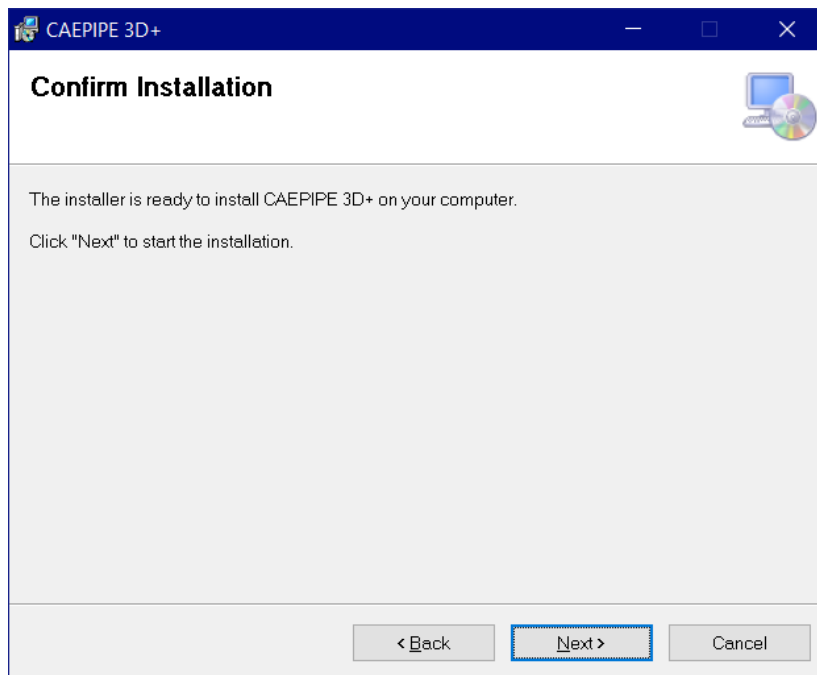 CAEPIPE 3D+
Confirm Installation
The installer is ready to install CAEPIPE 3D+ on your computer.
Click "Next" to start the installation.
< Back Next > Cancel